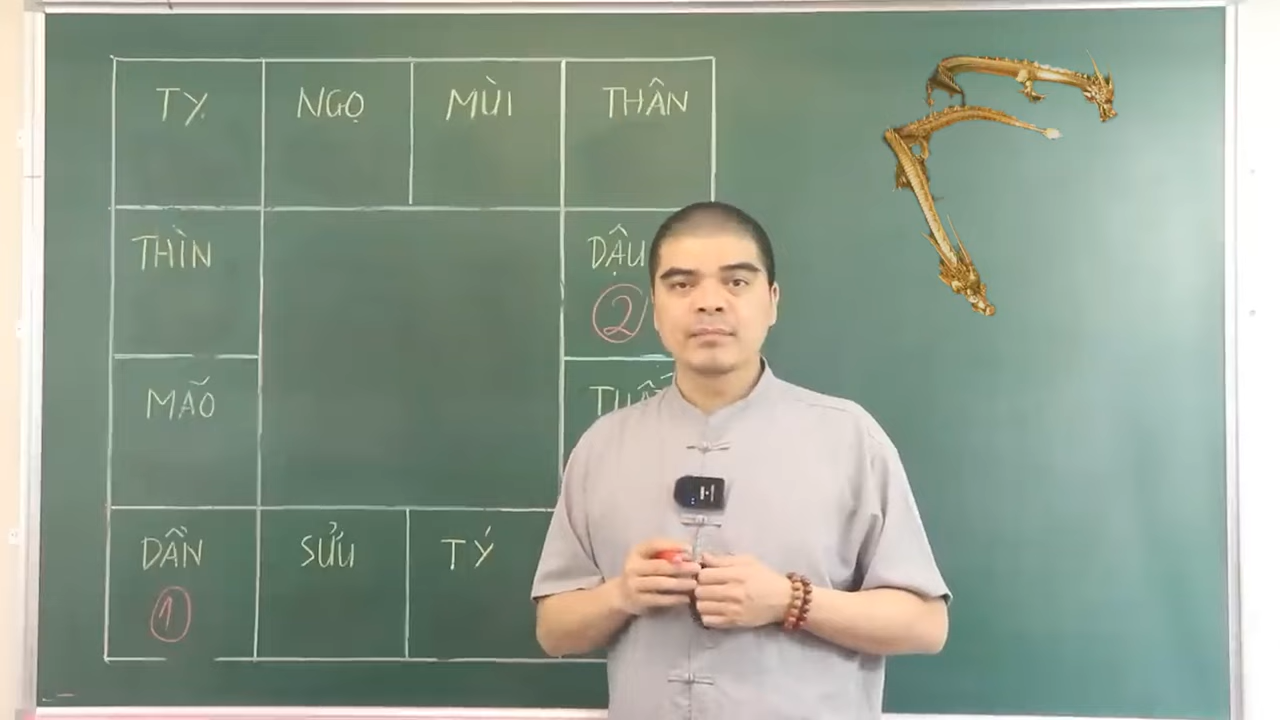 TỴ NGỌ MÙI THÂN
THÌN DẬU
2
MÃO
DẦN SỬU TÝ
1